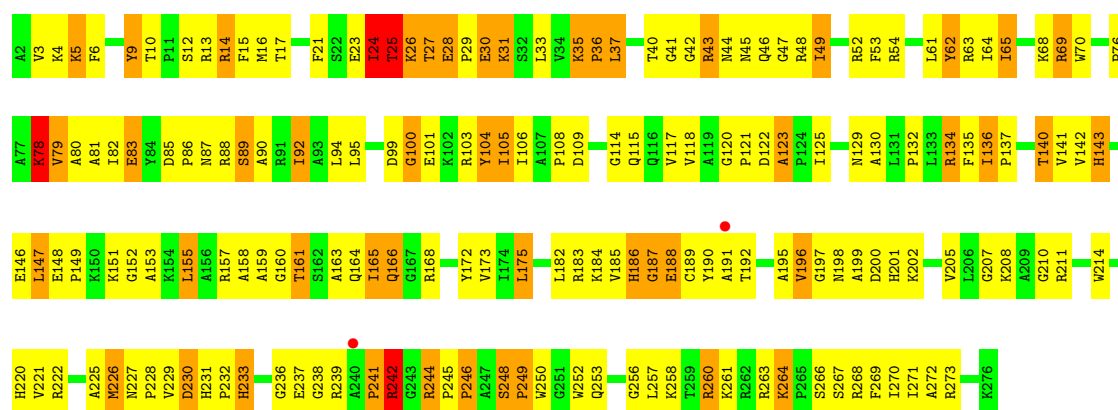 A2 V3 K4 K5 F6 Y9 T10 P11 S12 R13 R14 F15 M16 T17 F21 S22 E23 I24 T25 K26 T27 E28 P29 E30 K31 S32 L33 V34 K35 P36 L37 T40 G41 G42 R43 N44 N45 Q46 G47 R48 I49 R52 F53 R54 L61 Y62 R63 I64 I65 K68 R69 W70 P76
A77 K78 V79 A80 A81 I82 E83 Y84 D85 P86 N87 R88 S89 A90 R91 I92 A93 L94 L95 D99 G100 E101 K102 R103 Y104 I105 I106 A107 P108 D109 G114 Q115 Q116 V117 V118 A119 G120 P121 D122 A123 P124 I125 N129 A130 L131 P132 L133 R134 F135 I136 P137 T140 V141 V142 H143
E146 L147 E148 P149 K150 K151 G152 A153 K154 L155 A156 R157 A158 A159 G160 T161 S162 A163 Q164 I165 Q166 G167 R168 Y172 V173 I174 L175 L182 R183 K184 V185 H186 G187 E188 C189 Y190 A191 T192 A195 V196 G197 N198 A199 D200 H201 K202 V205 L206 G207 K208 A209 G210 R211 W214
H220 V221 R222 A225 M226 N227 P228 V229 D230 H231 P232 H233 G236 E237 G238 R239 A240 P241 R242 G243 R244 P245 P246 A247 S248 P249 W250 G251 W252 Q253 G256 L257 K258 T259 R260 K261 R262 R263 K264 P265 S266 S267 R268 F269 I270 I271 A272 R273 K276